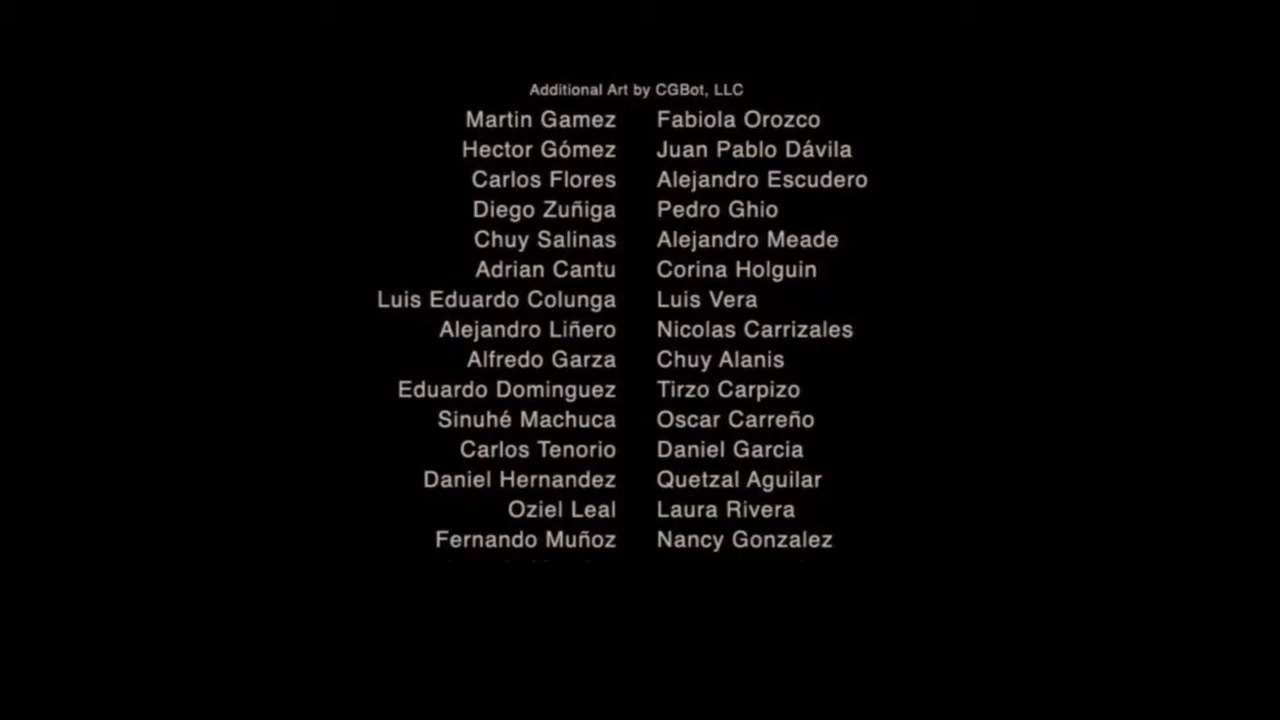 Additional Art by CGBot, LLC
Martin Gamez Fabiola Orozco
Hector Gómez Juan Pablo Dávila
Carlos Flores Alejandro Escudero
Diego Zuñiga Pedro Ghio
Chuy Salinas Alejandro Meade
Adrian Cantu Corina Holguin
Luis Eduardo Colunga Luis Vera
Alejandro Liñero Nicolas Carrizales
Alfredo Garza Chuy Alanis
Eduardo Dominguez Tirzo Carpizo
Sinuhé Machuca Oscar Carreño
Carlos Tenorio Daniel Garcia
Daniel Hernandez Quetzal Aguilar
Oziel Leal Laura Rivera
Fernando Muñoz Nancy Gonzalez